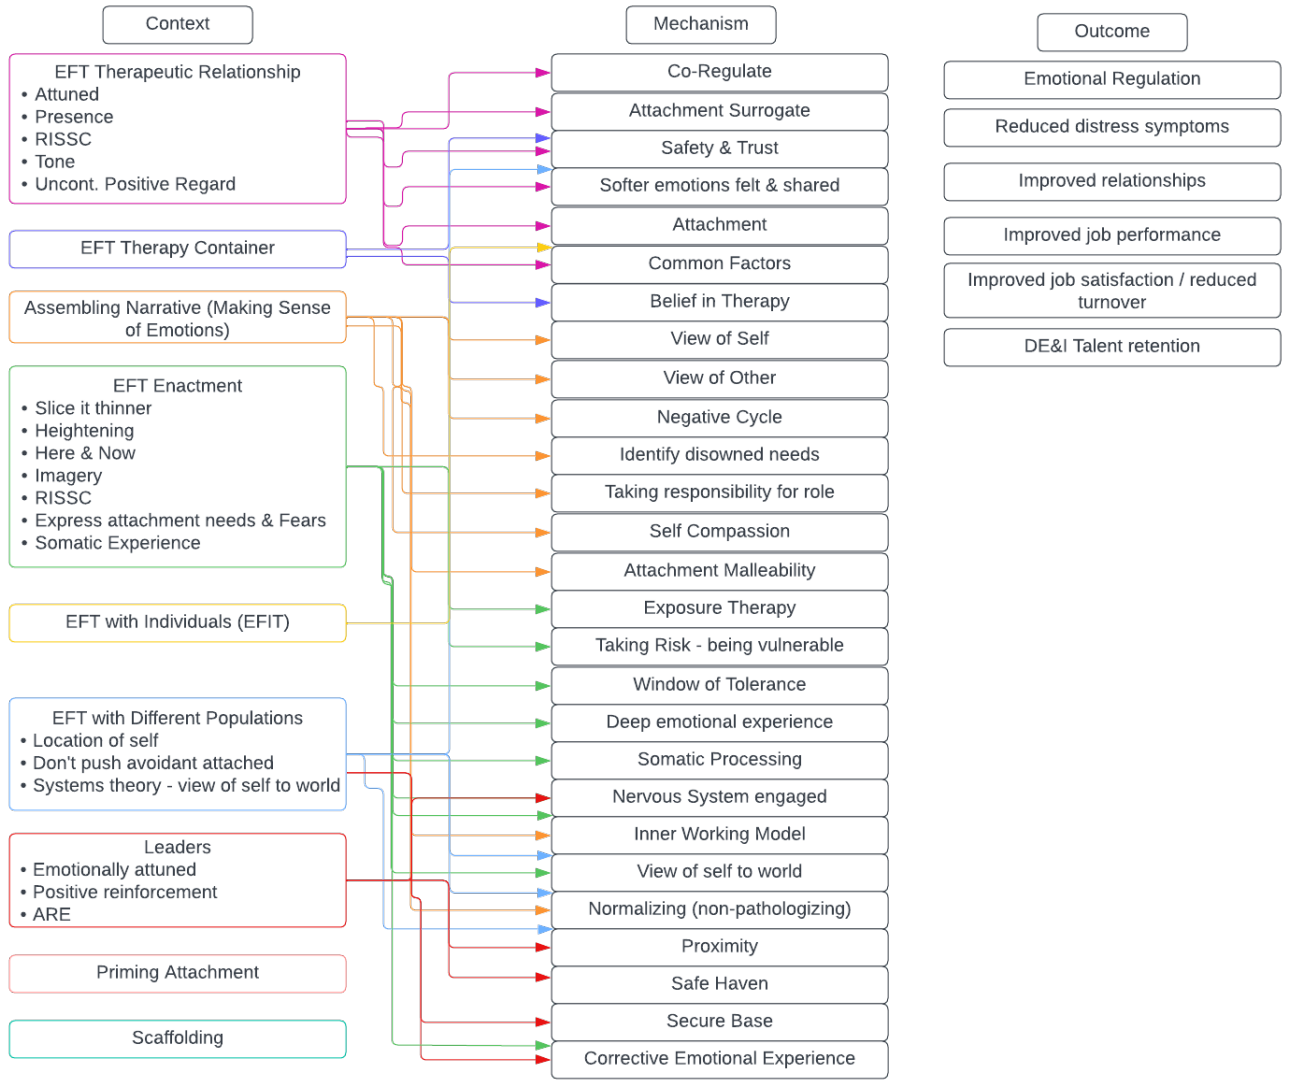 Context
EFT Therapeutic Relationship
• Attuned
• Presence
• RISSC
• Tone
• Uncont. Positive Regard
EFT Therapy Container
Assembling Narrative (Making Sense
of Emotions)
EFT Enactment
• Slice it thinner
• Heightening
• Here & Now
• Imagery
• RISSC
• Express attachment needs & Fears
• Somatic Experience
EFT with Individuals (EFIT)
EFT with Different Populations
• Location of self
• Don't push avoidant attached
• Systems theory - view of self to world
Leaders
• Emotionally attuned
• Positive reinforcement
• ARE
Priming Attachment
Scaffolding
Mechanism
Co-Regulate
Attachment Surrogate
Safety & Trust
Softer emotions felt & shared
Attachment
Common Factors
Belief in Therapy
View of Self
View of Other
Negative Cycle
Identify disowned needs
Taking responsibility for role
Self Compassion
Attachment Malleability
Exposure Therapy
Taking Risk - being vulnerable
Window of Tolerance
Deep emotional experience
Somatic Processing
Nervous System engaged
Inner Working Model
View of self to world
Normalizing (non-pathologizing)
Proximity
Safe Haven
Secure Base
Corrective Emotional Experience
Outcome
Emotional Regulation
Reduced distress symptoms
Improved relationships
Improved job performance
Improved job satisfaction / reduced
turnover
DE&I Talent retention